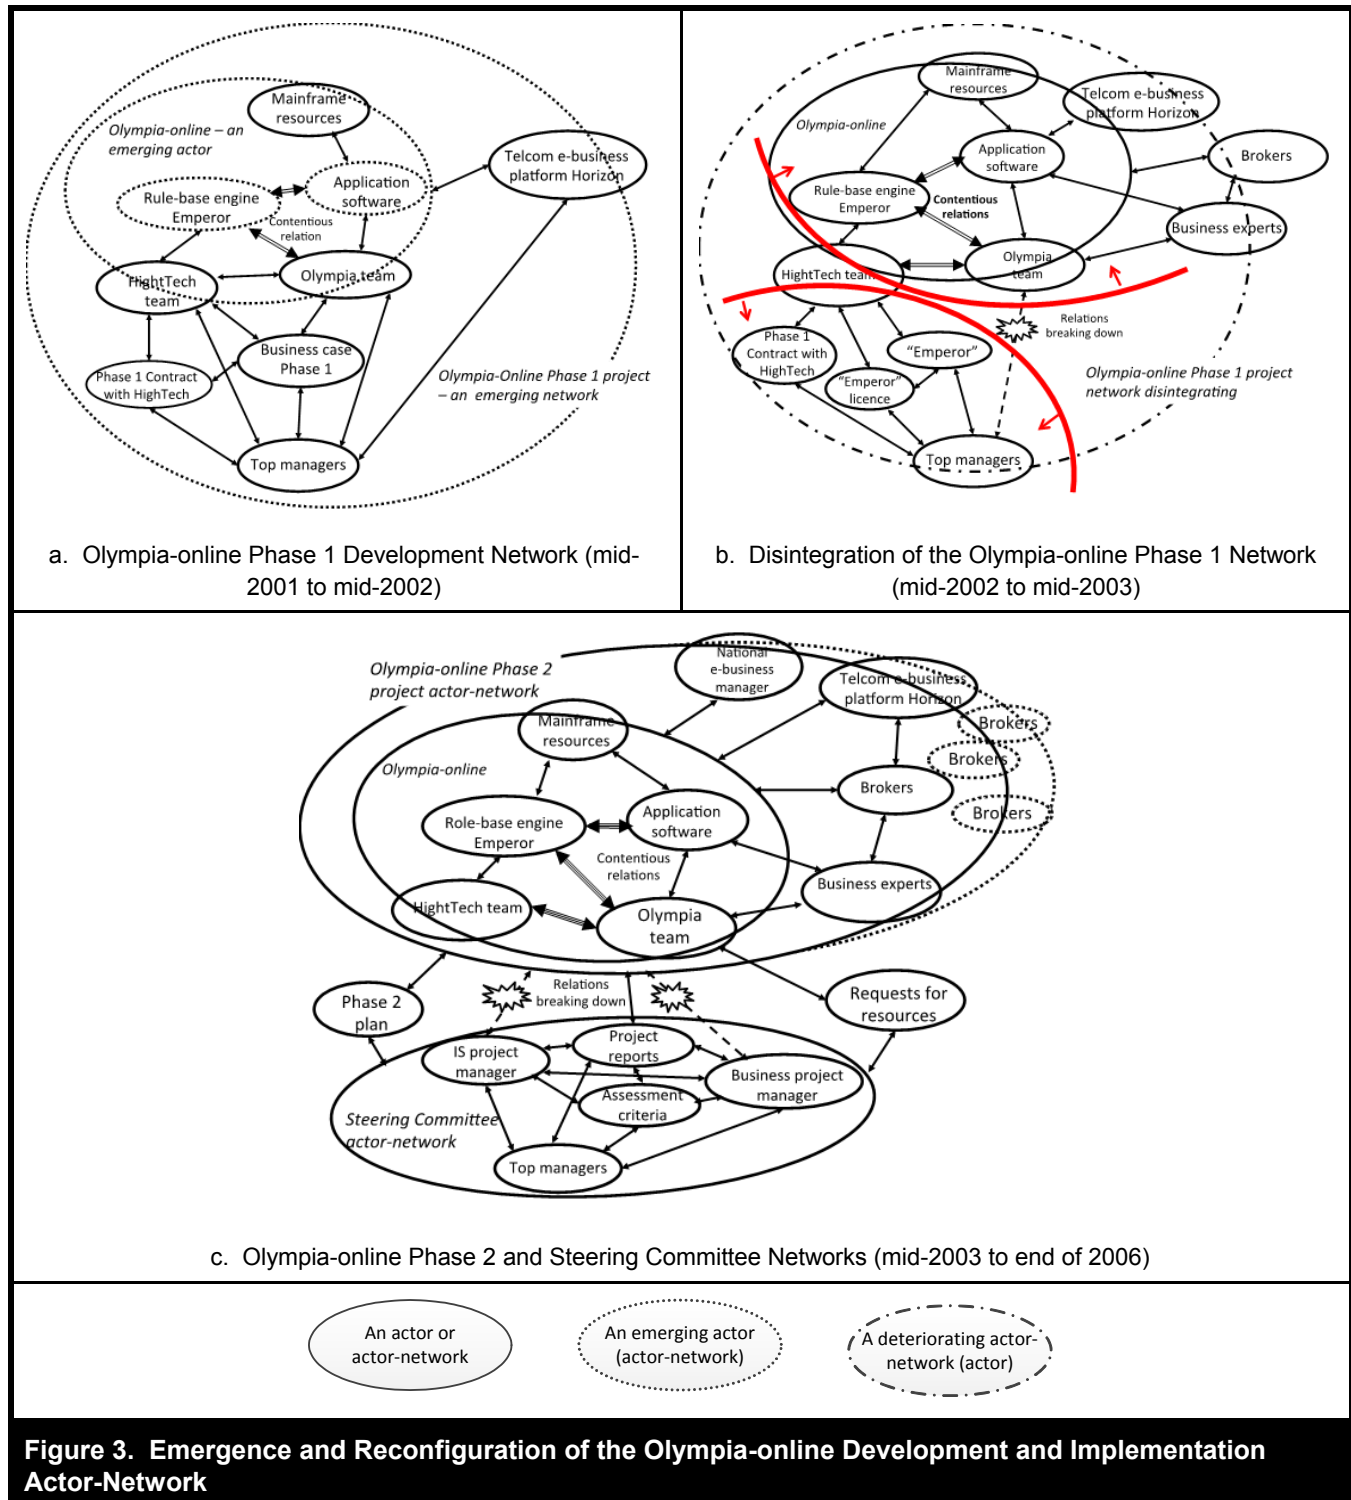 Mainframe
resources
Olympia-online – an
emerging actor
Telcom e-business
platform Horizon
Application
software
Rule-base engine
Emperor
Contentious
relation
HightTech
team
Olympia team
Business case
Phase 1
Phase 1 Contract
with HighTech
Olympia-Online Phase 1 project
– an emerging network
Top managers
a. Olympia-online Phase 1 Development Network (mid-
2001 to mid-2002)
Mainframe
resources
Telcom e-business
platform Horizon
Olympia-online
Application
software
Brokers
Rule-base engine
Emperor
Contentious
relations
Business experts
Olympia
team
HightTech team
Relations
breaking down
Phase 1
Contract with
HighTech
“Emperor”
“Emperor”
licence
Olympia-Online Phase 1 project
network disintegrating
Top managers
b. Disintegration of the Olympia-online Phase 1 Network
(mid-2002 to mid-2003)
Olympia-online Phase 2
project actor-network
National
e-business
manager
Telcom e-business
platform Horizon
Mainframe
resources
Brokers
Brokers
Olympia-online
Brokers
Brokers
Role-base engine
Emperor
Application
software
Contentious
relations
Business experts
HightTech team
Olympia
team
Relations
breaking down
Phase 2
plan
Requests for
resources
IS project
manager
Project
reports
Business project
manager
Assessment
criteria
Steering Committee
actor-network
Top managers
c. Olympia-online Phase 2 and Steering Committee Networks (mid-2003 to end of 2006)
An actor or
actor-network
An emerging actor
(actor-network)
A deteriorating actor-
network (actor)
Figure 3. Emergence and Reconfiguration of the Olympia-online Development and Implementation
Actor-Network